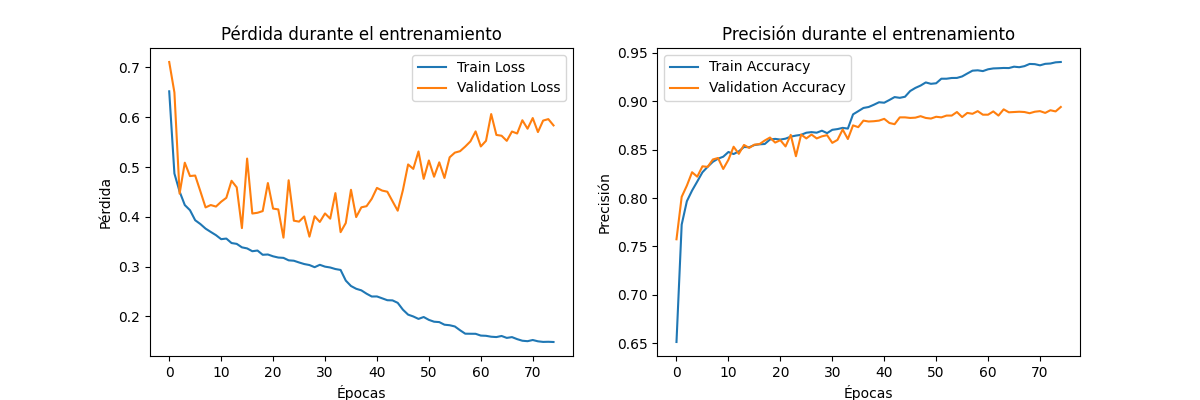 Pérdida durante el entrenamiento
Train Loss
Validation Loss
0.7
0.6
0.5
0.4
0.3
0.2
Pérdida
0
10
20
30
40
50
60
70
Épocas
Precisión durante el entrenamiento
Train Accuracy
Validation Accuracy
0.95
0.90
0.85
0.80
0.75
0.70
0.65
Precisión
0
10
20
30
40
50
60
70
Épocas